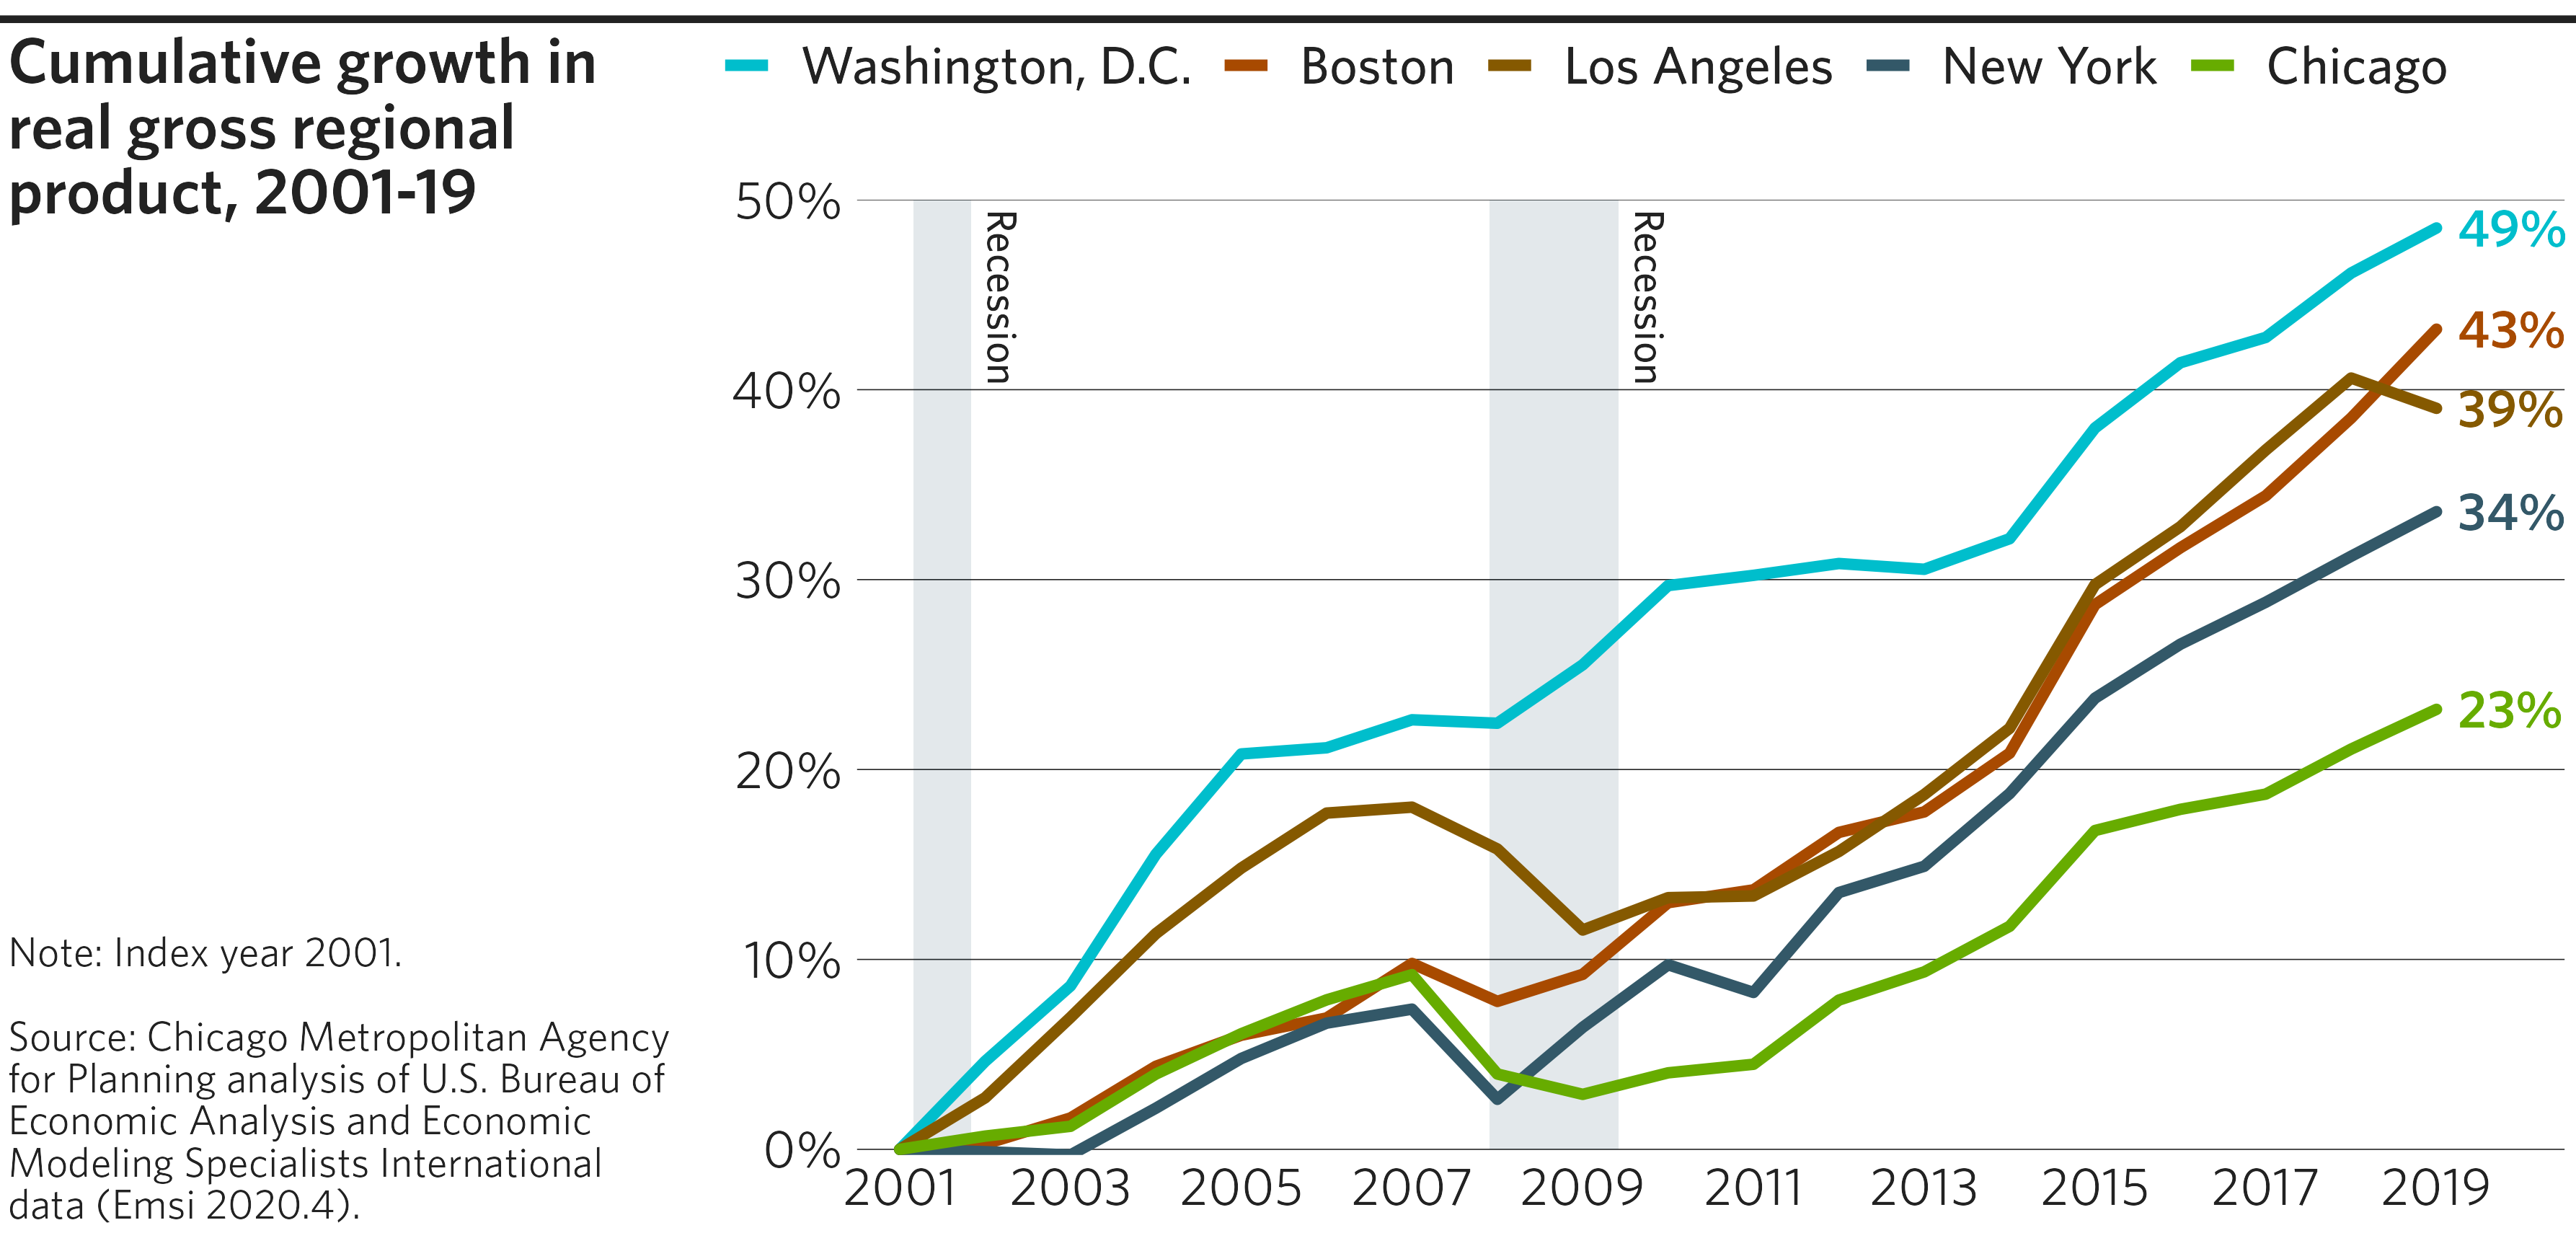 Cumulative growth in
real gross regional
product, 2001-19
Washington, D.C. Boston Los Angeles New York Chicago
50%
40%
30%
20%
10%
0%
Recession
Recession
49%
43%
39%
34%
23%
2001 2003 2005 2007 2009 2011 2013 2015 2017 2019
Note: Index year 2001.
Source: Chicago Metropolitan Agency
for Planning analysis of U.S. Bureau of
Economic Analysis and Economic
Modeling Specialists International
data (Emsi 2020.4).